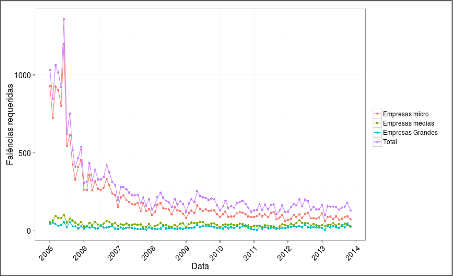 Falências requeridas
1000
500
0
2005
2006
2007
2008
2009
2010
2011
2012
2013
2014
Data
Empresas micro
Empresas médias
Empresas Grandes
Total